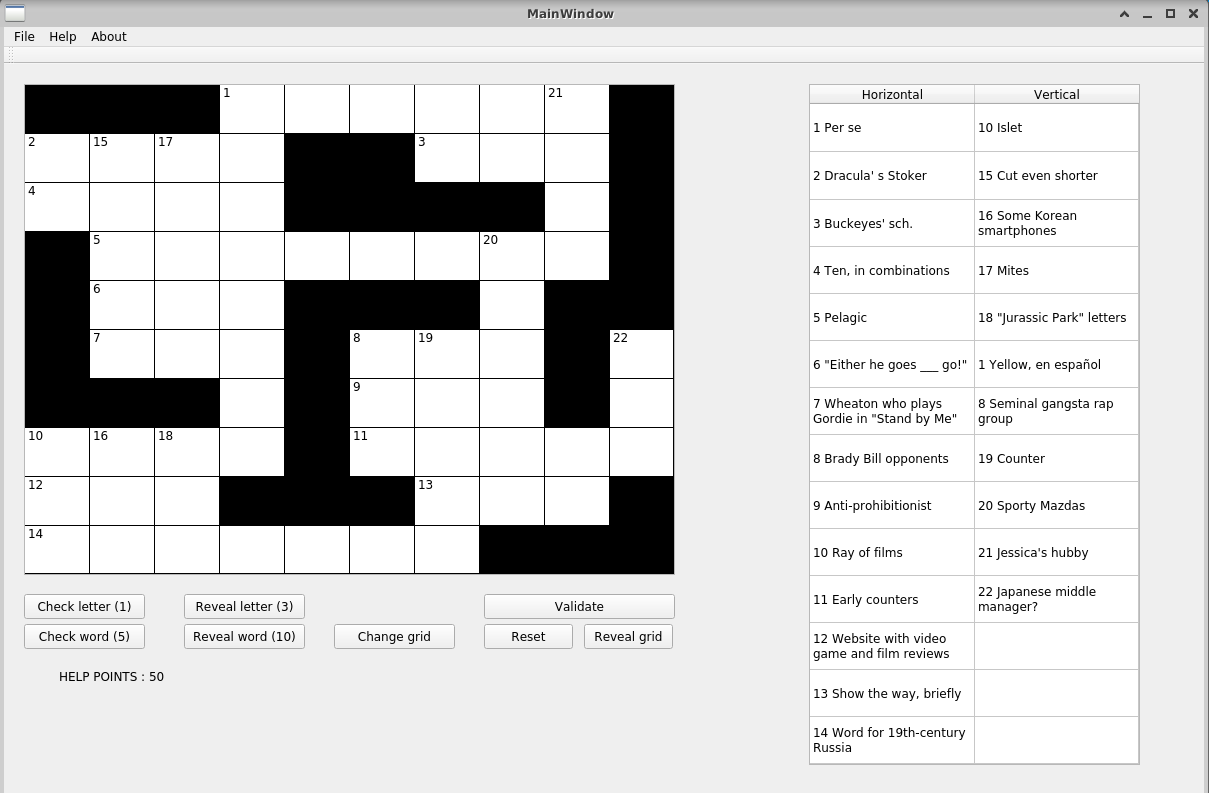 MainWindow
File Help About
1 21
2 15 17 3
4
5 20
6
7 8 19 22
9
10 16 18 11
12 13
14
Check letter (1) Reveal letter (3) Validate
Check word (5) Reveal word (10) Change grid Reset Reveal grid
HELP POINTS : 50
Horizontal Vertical
1 Per se
10 Islet
2 Dracula' s Stoker
15 Cut even shorter
3 Buckeyes' sch.
16 Some Korean
smartphones
4 Ten, in combinations
17 Mites
5 Pelagic
18 "Jurassic Park" letters
6 "Either he goes ___ go!"
1 Yellow, en español
7 Wheaton who plays
Gordie in "Stand by Me"
8 Seminal gangsta rap
group
8 Brady Bill opponents
19 Counter
9 Anti-prohibitionist
20 Sporty Mazdas
10 Ray of films
21 Jessica's hubby
11 Early counters
22 Japanese middle
manager?
12 Website with video
game and film reviews
13 Show the way, briefly
14 Word for 19th-century
Russia